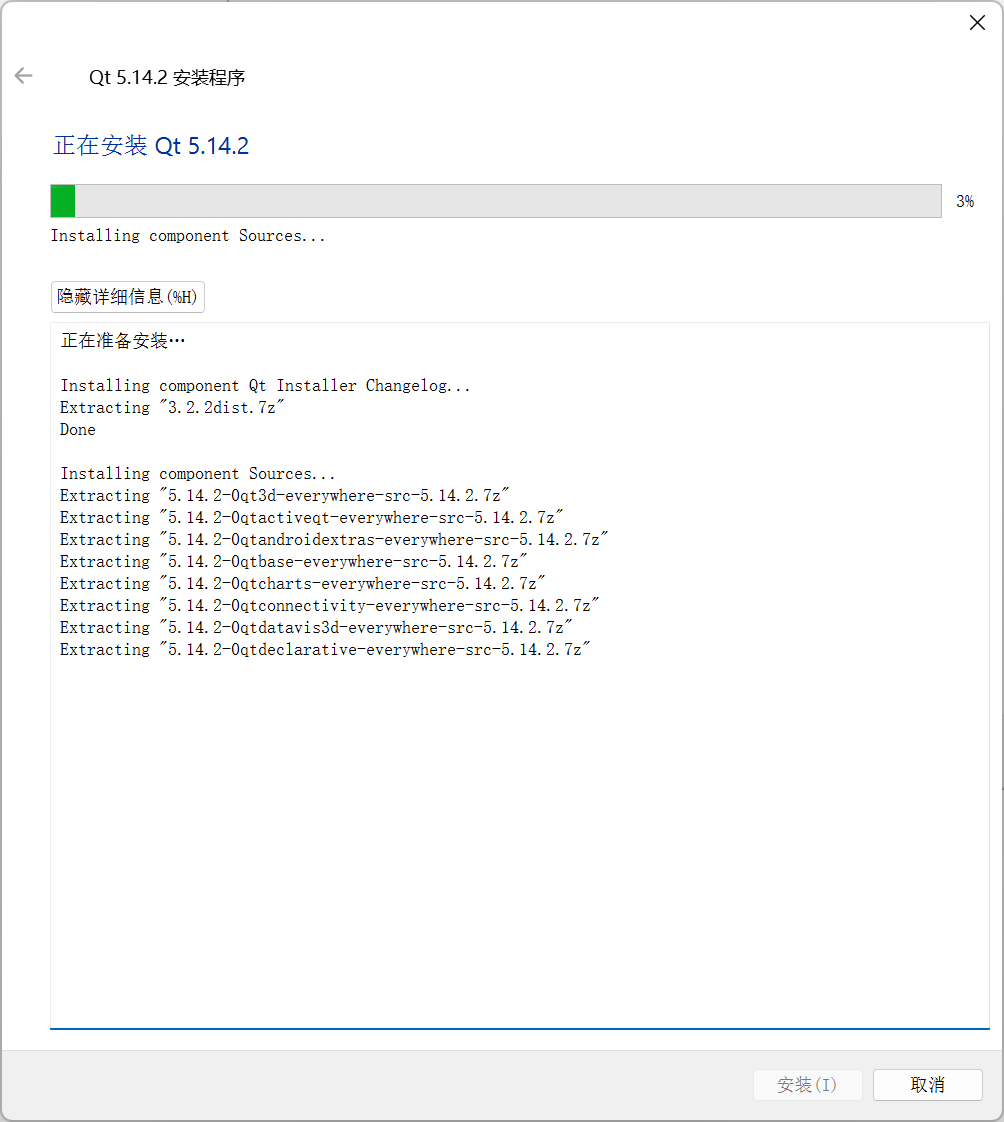 Qt 5.14.2 安装程序
正在安装 Qt 5.14.2
3%
Installing component Sources...
隐藏详细信息(%H)
正在准备安装…
Installing component Qt Installer Changelog...
Extracting "3.2.2dist.7z"
Done
Installing component Sources...
Extracting "5.14.2-0qt3d-everywhere-src-5.14.2.7z"
Extracting "5.14.2-0qtactiveqt-everywhere-src-5.14.2.7z"
Extracting "5.14.2-0qtandroidextras-everywhere-src-5.14.2.7z"
Extracting "5.14.2-0qtbase-everywhere-src-5.14.2.7z"
Extracting "5.14.2-0qtcharts-everywhere-src-5.14.2.7z"
Extracting "5.14.2-0qtconnectivity-everywhere-src-5.14.2.7z"
Extracting "5.14.2-0qtdatavis3d-everywhere-src-5.14.2.7z"
Extracting "5.14.2-0qtdeclarative-everywhere-src-5.14.2.7z"
安装(I)
取消